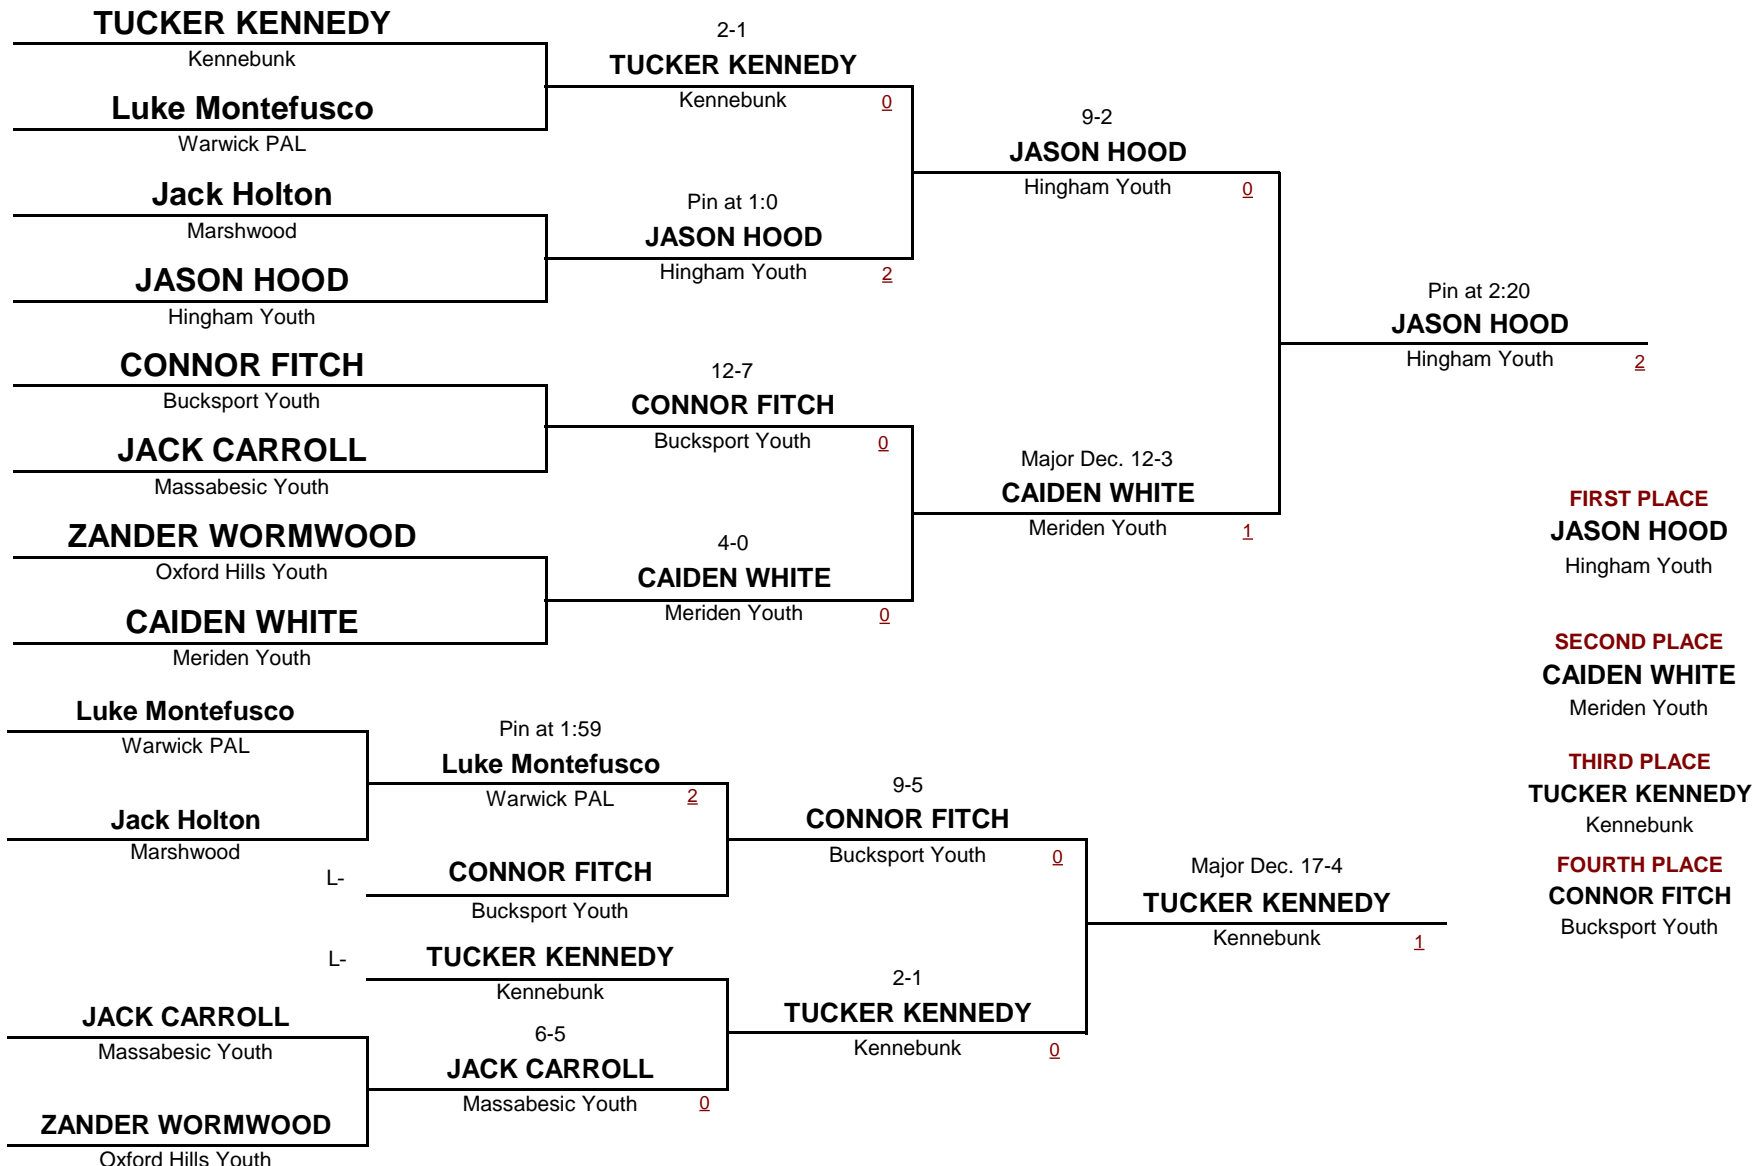 TUCKER KENNEDY
Kennebunk
Luke Montefusco
Warwick PAL
Jack Holton
Marshwood
JASON HOOD
Hingham Youth
CONNOR FITCH
Bucksport Youth
JACK CARROLL
Massabesic Youth
ZANDER WORMWOOD
Oxford Hills Youth
CAIDEN WHITE
Meriden Youth
2-1
TUCKER KENNEDY
Kennebunk 0
Pin at 1:0
JASON HOOD
Hingham Youth 2
12-7
CONNOR FITCH
Bucksport Youth 0
4-0
CAIDEN WHITE
Meriden Youth 0
9-2
JASON HOOD
Hingham Youth 0
Major Dec. 12-3
CAIDEN WHITE
Meriden Youth 1
Pin at 2:20
JASON HOOD
Hingham Youth 2
FIRST PLACE
JASON HOOD
Hingham Youth
SECOND PLACE
CAIDEN WHITE
Meriden Youth
THIRD PLACE
TUCKER KENNEDY
Kennebunk
FOURTH PLACE
CONNOR FITCH
Bucksport Youth
Luke Montefusco
Warwick PAL
Jack Holton
Marshwood
JACK CARROLL
Massabesic Youth
ZANDER WORMWOOD
Oxford Hills Youth
Pin at 1:59
Luke Montefusco
Warwick PAL 2
L- CONNOR FITCH
Bucksport Youth
L- TUCKER KENNEDY
Kennebunk
6-5
JACK CARROLL
Massabesic Youth 0
9-5
CONNOR FITCH
Bucksport Youth 0
2-1
TUCKER KENNEDY
Kennebunk 0
Major Dec. 17-4
TUCKER KENNEDY
Kennebunk 1